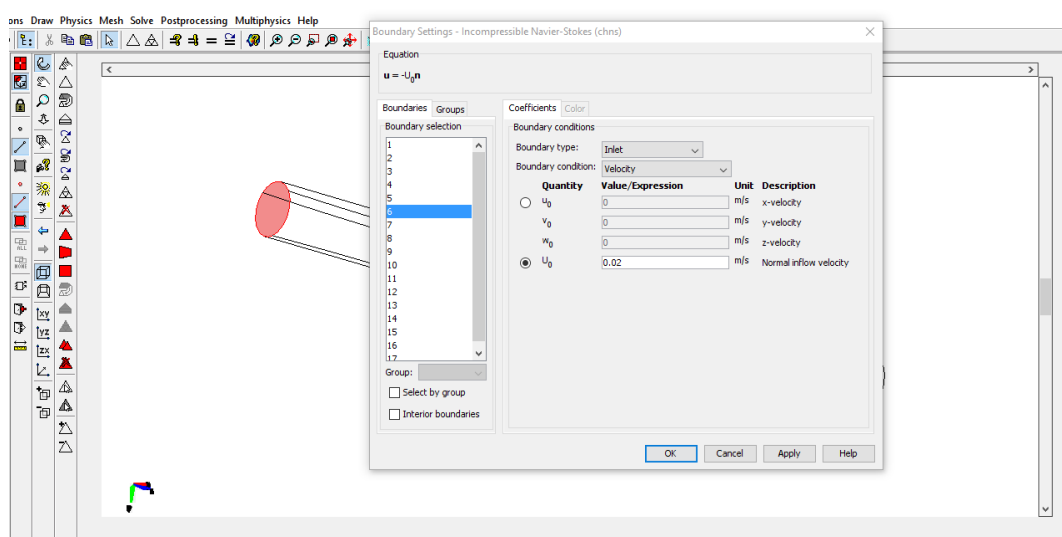 ons Draw Physics Mesh Solve Postprocessing Multiphysics Help
Boundary Settings - Incompressible Navier-Stokes (chns)
Equation
u = -U0n
Boundaries Groups
Coefficients Color
Boundary selection
1
2
3
4
5
6
7
8
9
10
11
12
13
14
15
16
17
Group:
Select by group
Interior boundaries
Boundary conditions
Boundary type: Inlet
Boundary condition: Velocity
Quantity Value/Expression Unit Description
u0 0 m/s x-velocity
v0 0 m/s y-velocity
w0 0 m/s z-velocity
U0 0.02 m/s Normal inflow velocity
OK Cancel Apply Help
xy
yz
zx